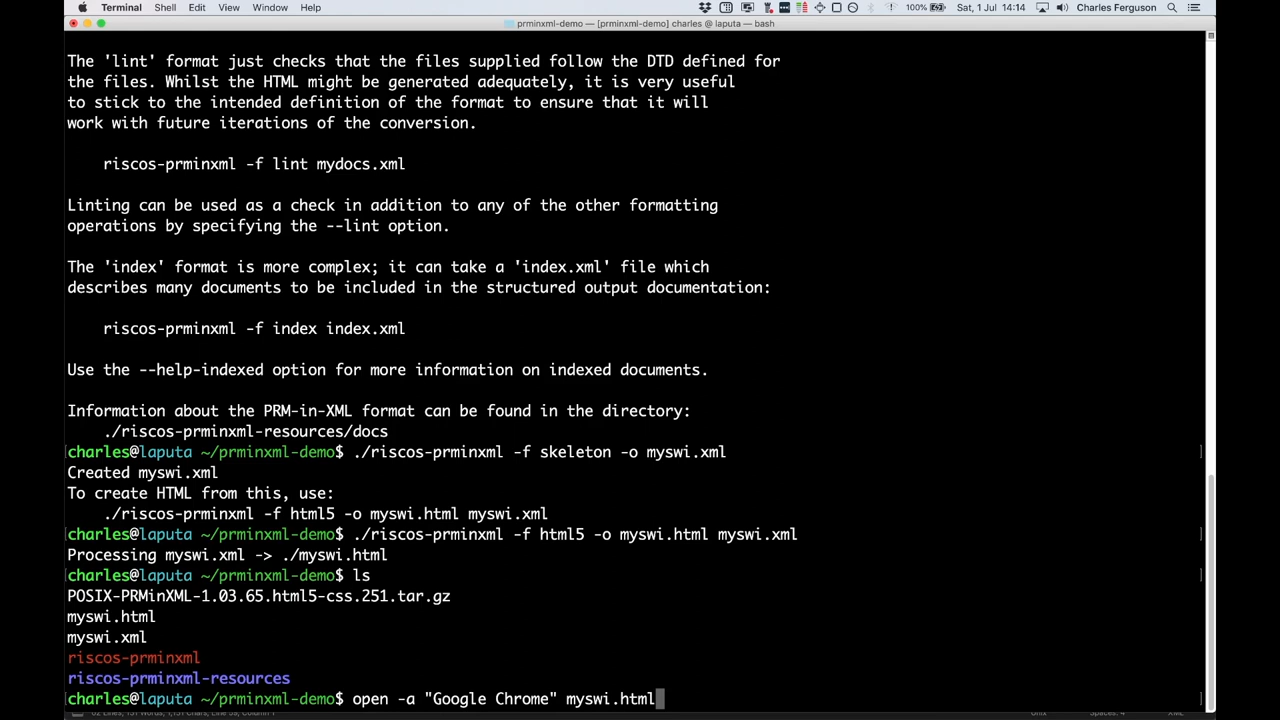 Terminal Shell Edit View Window Help 100% Sat, 1 Jul 14:14 Charles Ferguson
prminxml-demo — [prminxml-demo] charles @ laputa — bash
The 'lint' format just checks that the files supplied follow the DTD defined for
the files. Whilst the HTML might be generated adequately, it is very useful
to stick to the intended definition of the format to ensure that it will
work with future iterations of the conversion.
riscos-prminxml -f lint mydocs.xml
Linting can be used as a check in addition to any of the other formatting
operations by specifying the --lint option.
The 'index' format is more complex; it can take a 'index.xml' file which
describes many documents to be included in the structured output documentation:
riscos-prminxml -f index index.xml
Use the --help-indexed option for more information on indexed documents.
Information about the PRM-in-XML format can be found in the directory:
./riscos-prminxml-resources/docs
charles@laputa ~/prminxml-demo$ ./riscos-prminxml -f skeleton -o myswi.xml
Created myswi.xml
To create HTML from this, use:
./riscos-prminxml -f html5 -o myswi.html myswi.xml
charles@laputa ~/prminxml-demo$ ./riscos-prminxml -f html5 -o myswi.html myswi.xml
Processing myswi.xml -> ./myswi.html
charles@laputa ~/prminxml-demo$ ls
POSIX-PRMinXML-1.03.65.html5-css.251.tar.gz
myswi.html
myswi.xml
riscos-prminxml
riscos-prminxml-resources
charles@laputa ~/prminxml-demo$ open -a "Google Chrome" myswi.html